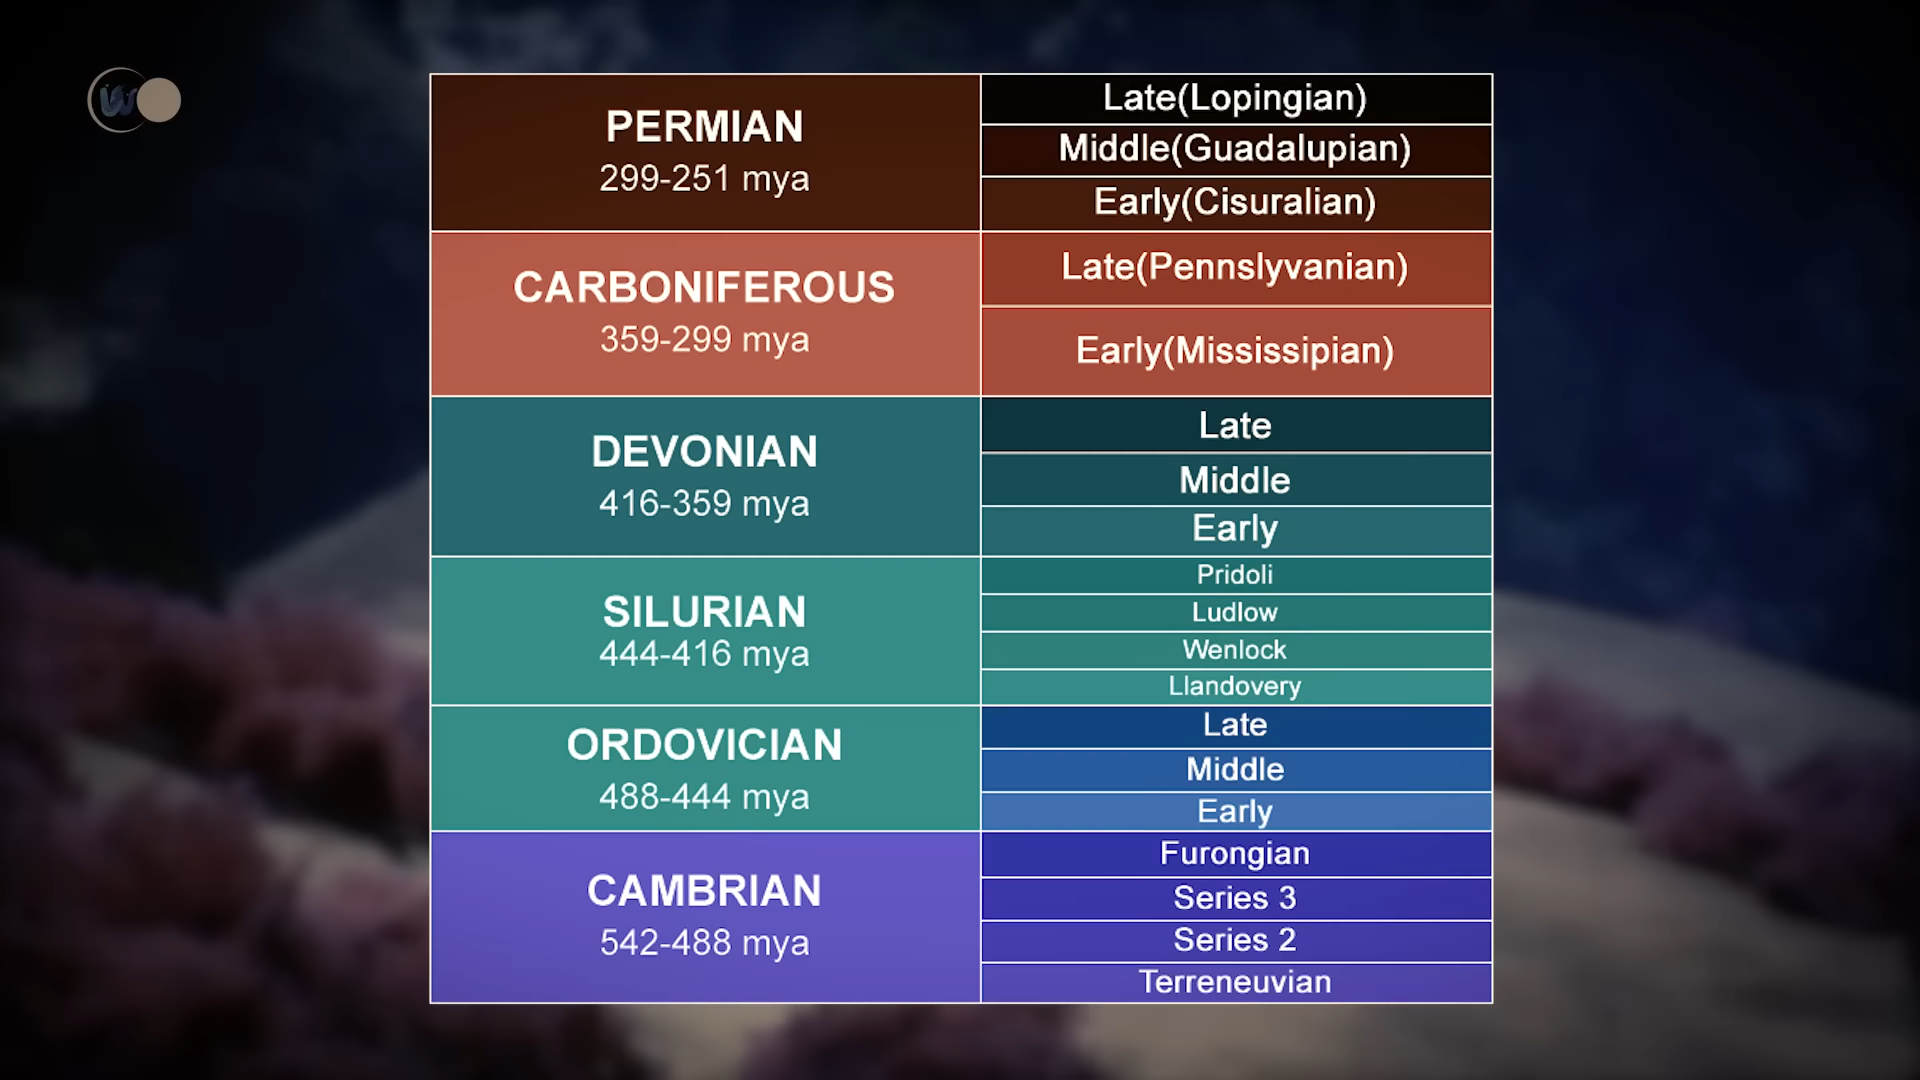 W
PERMIAN
299-251 mya
Late(Lopingian)
Middle(Guadalupian)
Early(Cisuralian)
CARBONIFEROUS
359-299 mya
Late(Pennslyvanian)
Early(Mississipian)
DEVONIAN
416-359 mya
Late
Middle
Early
SILURIAN
444-416 mya
Pridoli
Ludlow
Wenlock
Llandovery
ORDOVICIAN
488-444 mya
Late
Middle
Early
CAMBRIAN
542-488 mya
Furongian
Series 3
Series 2
Terreneuvian